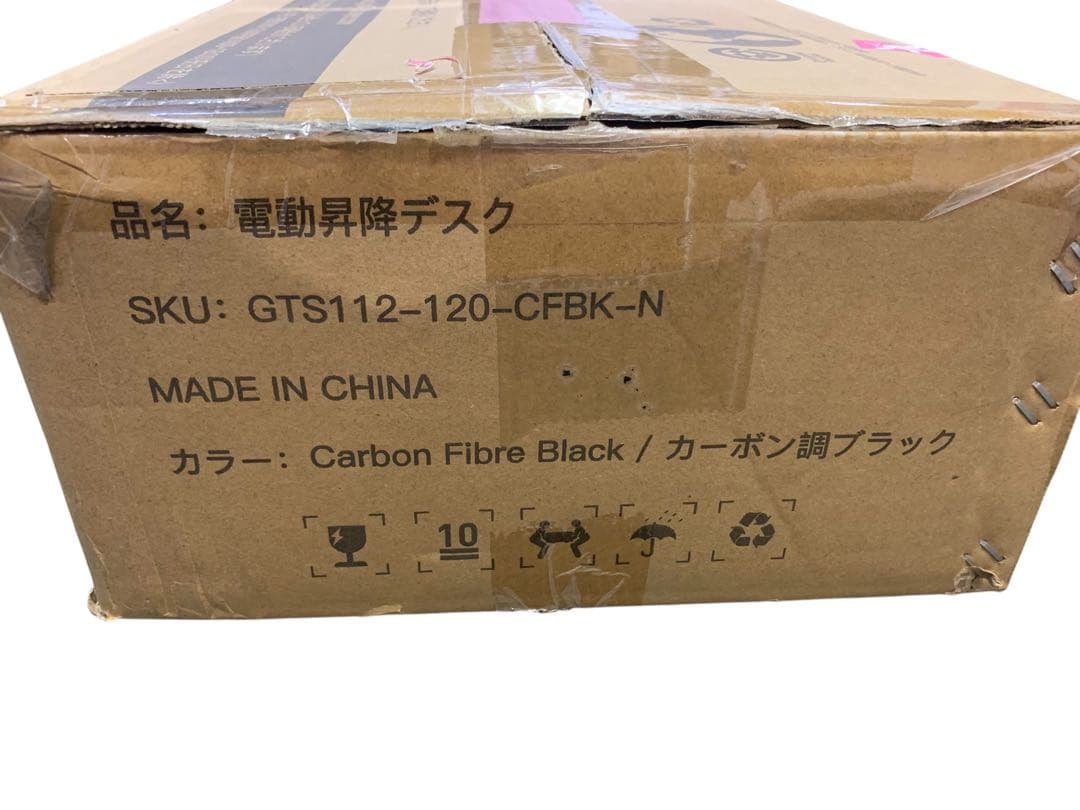 品名：電動昇降デスク
SKU：GTS112-120-CFBK-N
MADE IN CHINA
カラー：Carbon Fibre Black / カーボン調ブラック
10